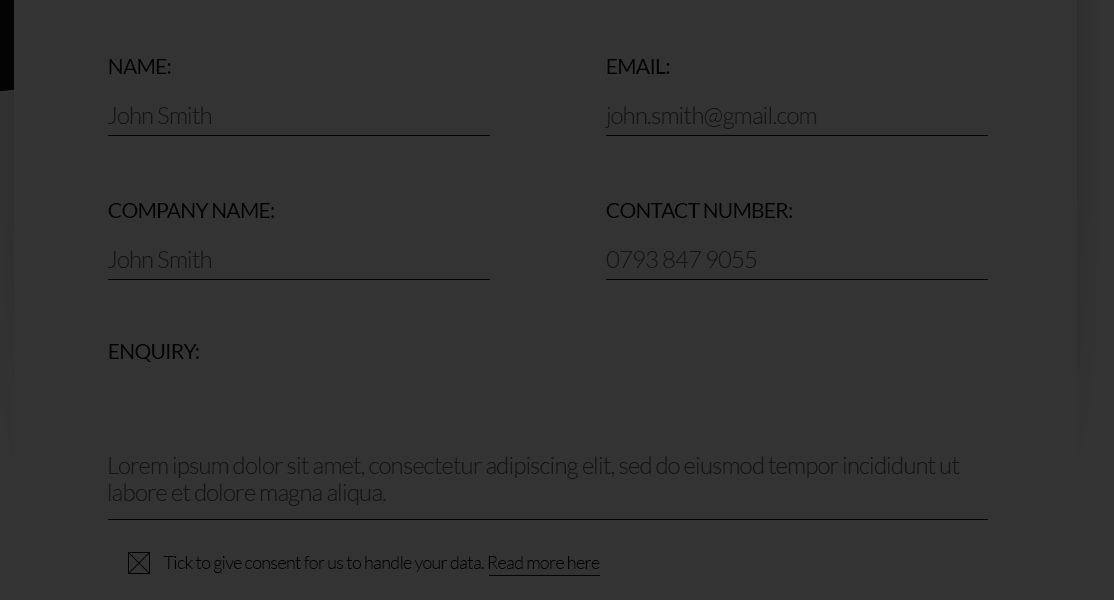 NAME:
EMAIL:
John Smith
john.smith@gmail.com
COMPANY NAME:
CONTACT NUMBER:
John Smith
0793 847 9055
ENQUIRY:
Lorem ipsum dolor sit amet, consectetur adipiscing elit, sed do eiusmod tempor incididunt ut
labore et dolore magna aliqua.
Tick to give consent for us to handle your data. Read more here